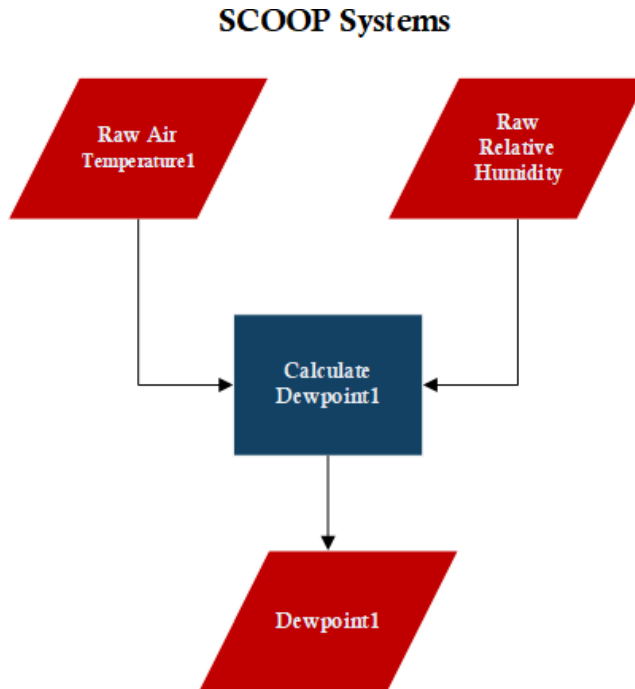 SCOOP Systems
Raw Air
Temperature1
Raw
Relative
Humidity
Calculate
Dewpoint1
Dewpoint1